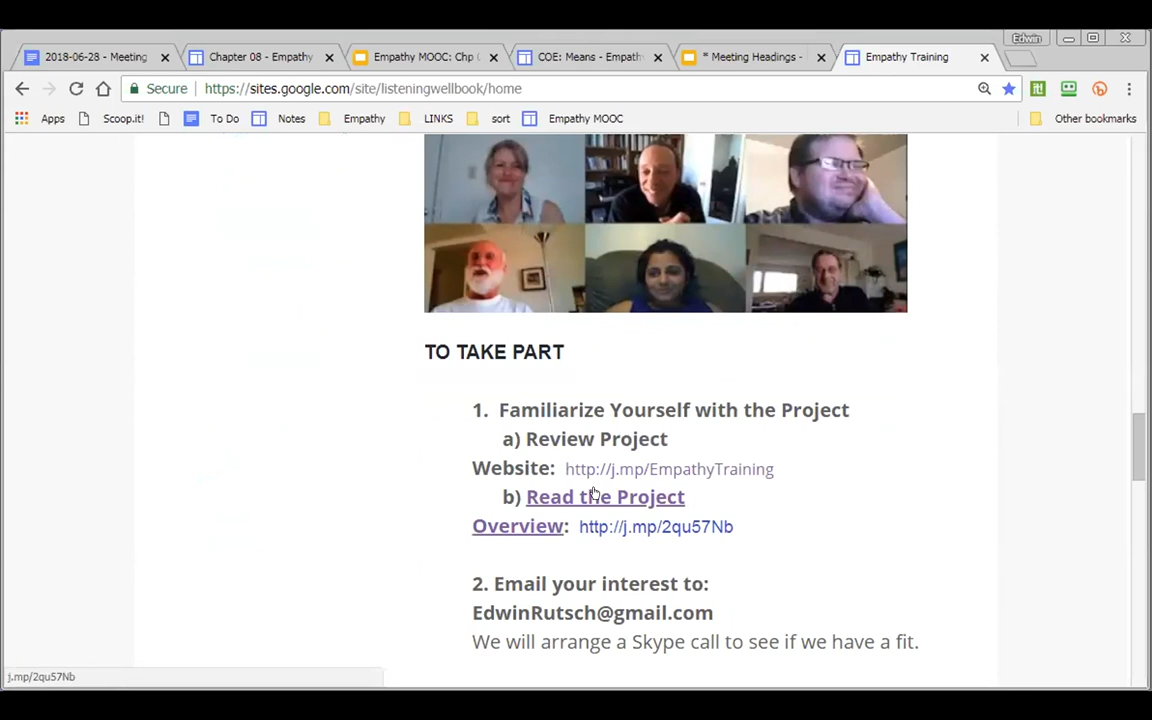 Edwin
2018-06-28 - Meeting
Chapter 08 - Empathy
Empathy MOOC: Chp
COE: Means - Empath
* Meeting Headings -
Empathy Training
Secure
https://sites.google.com/site/listeningwellbook/home
Apps
Scoop.it!
To Do
Notes
Empathy
LINKS
sort
Empathy MOOC
Other bookmarks
TO TAKE PART
1. Familiarize Yourself with the Project
a) Review Project
Website: http://j.mp/EmpathyTraining
b) Read the Project
Overview: http://j.mp/2qu57Nb
2. Email your interest to:
EdwinRutsch@gmail.com
We will arrange a Skype call to see if we have a fit.
j.mp/2qu57Nb